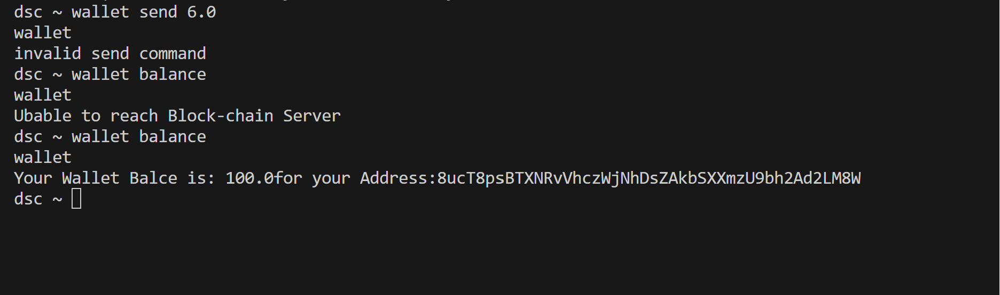 dsc ~ wallet send 6.0
wallet
invalid send command
dsc ~ wallet balance
wallet
Ubable to reach Block-chain Server
dsc ~ wallet balance
wallet
Your Wallet Balce is: 100.0for your Address:8ucT8psBTXNRvVhczWjNhDsZAkbSXXmzU9bh2Ad2LM8W
dsc ~